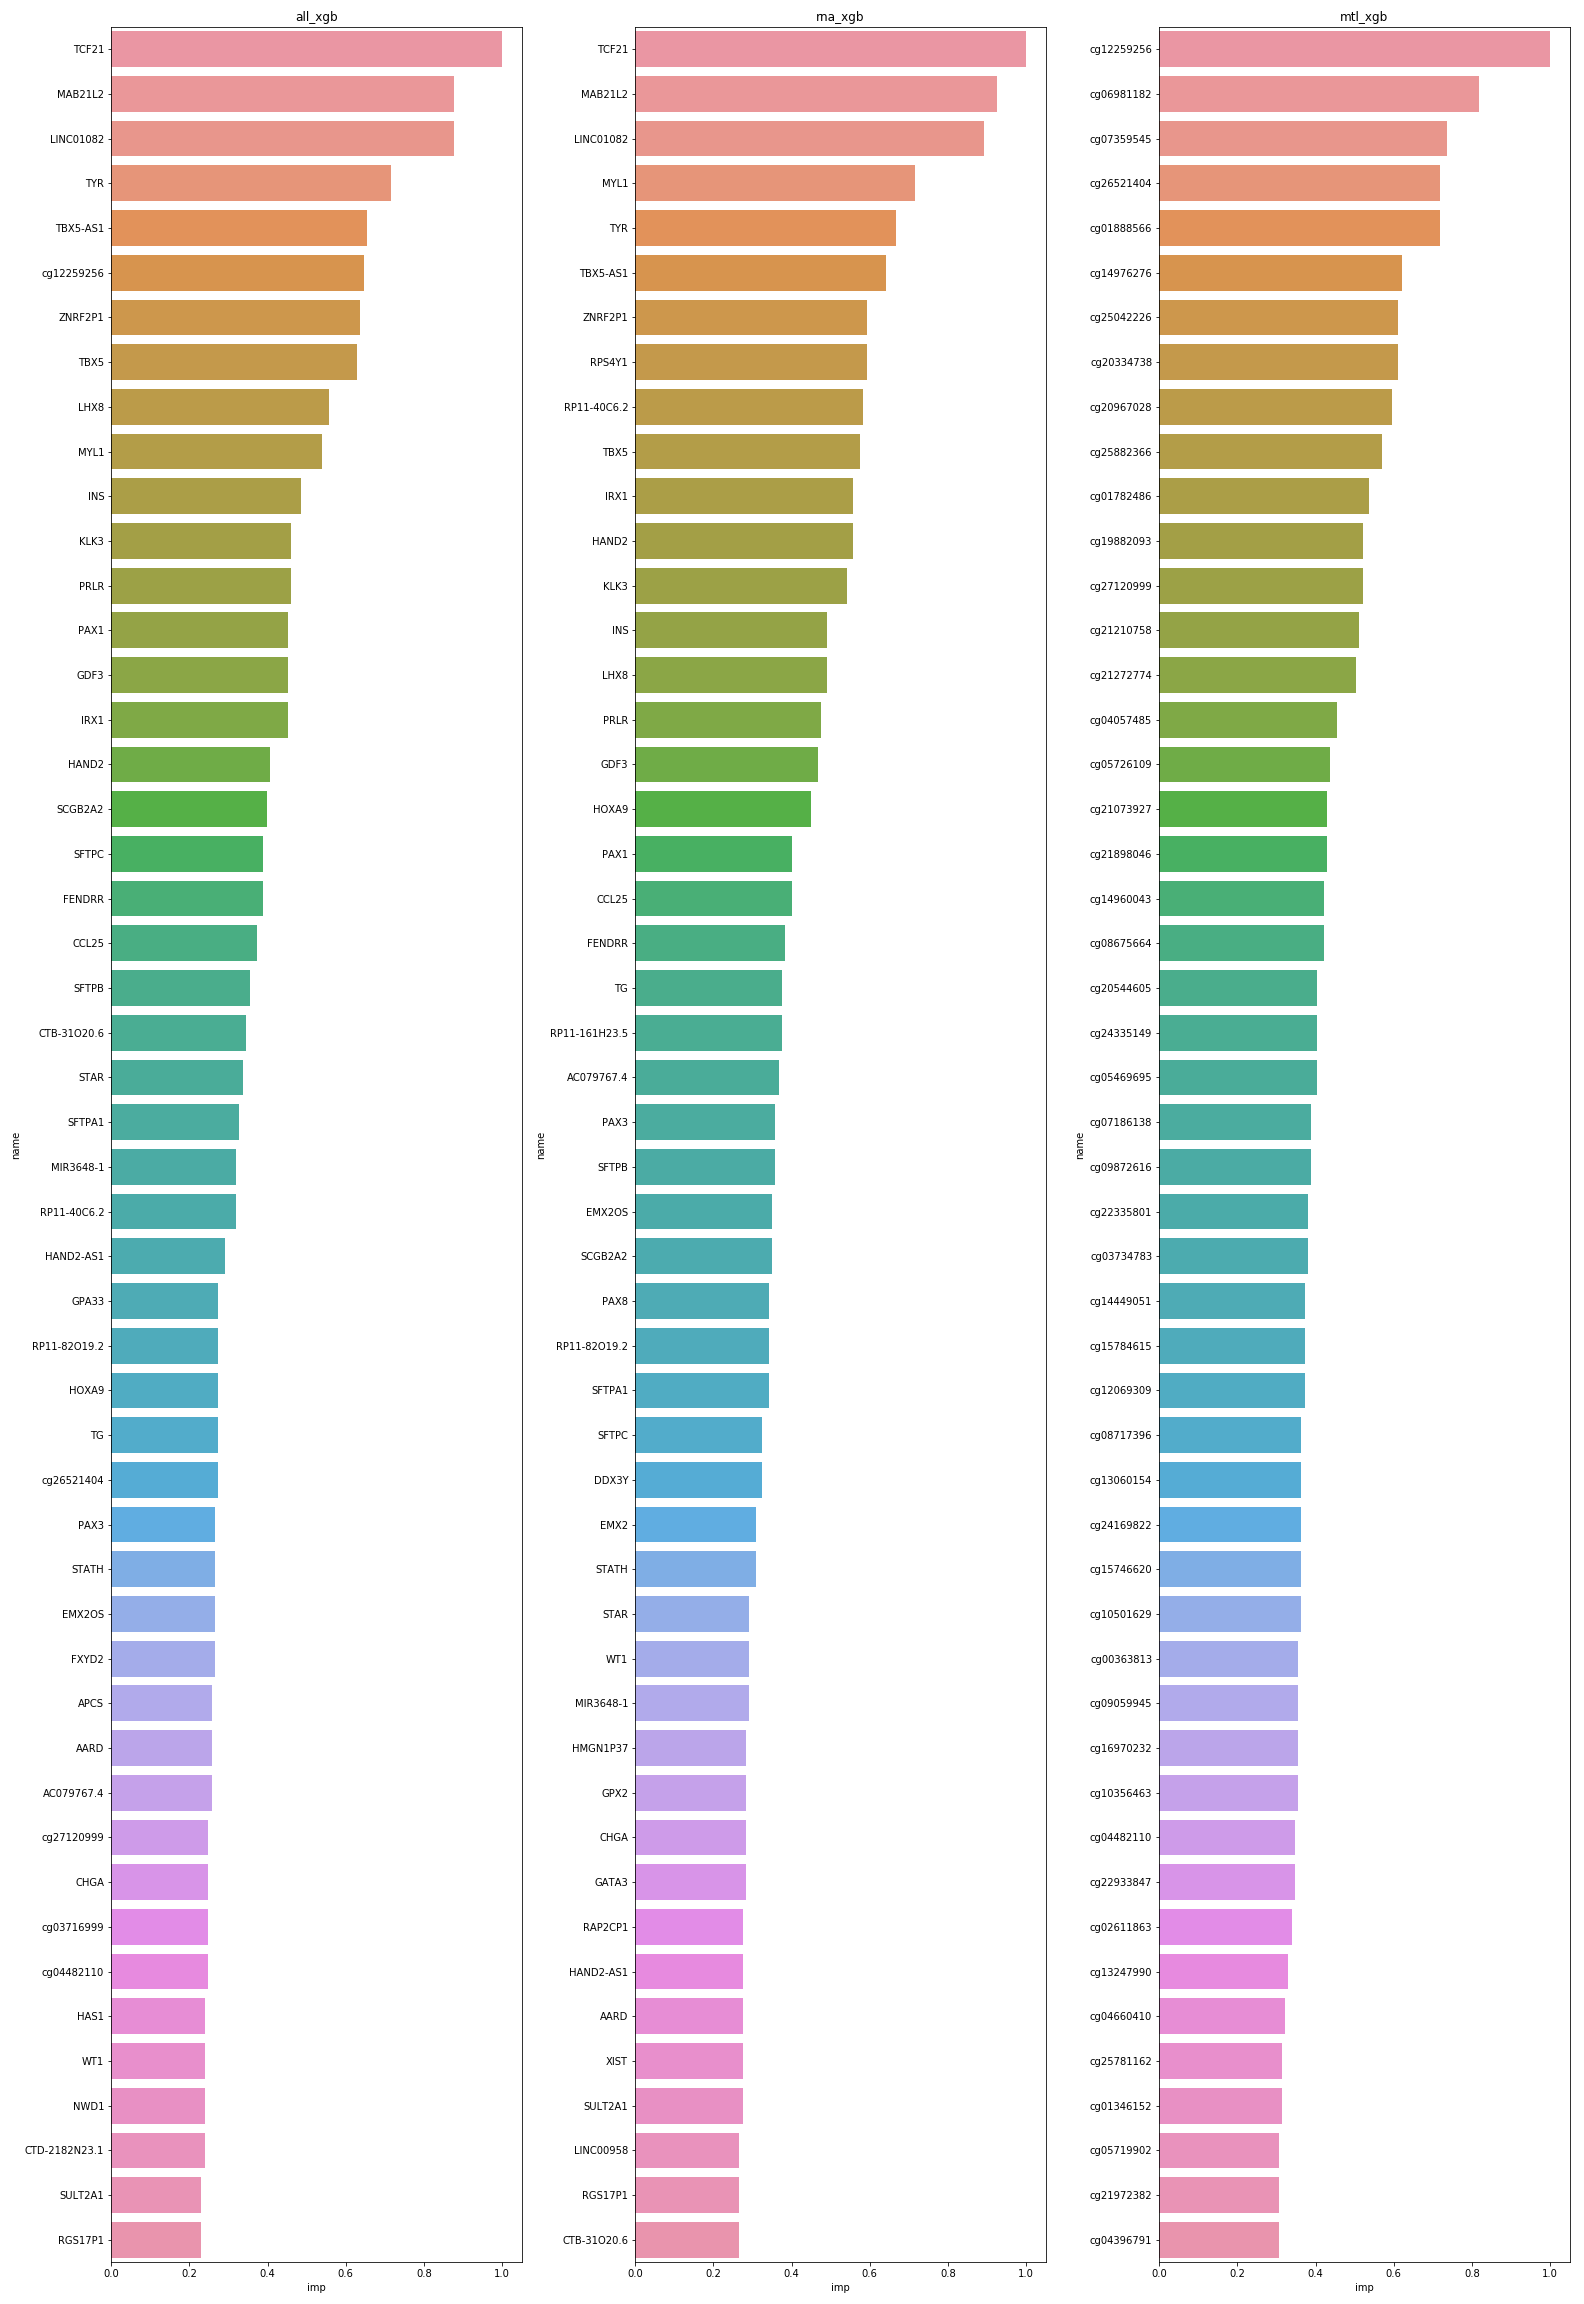 all_xgb
TCF21
MAB21L2
LINC01082
TYR
TBX5-AS1
cg12259256
ZNRF2P1
TBX5
LHX8
MYL1
INS
KLK3
PRLR
PAX1
GDF3
IRX1
HAND2
SCGB2A2
SFTPC
FENDRR
CCL25
SFTPB
CTB-31O20.6
STAR
SFTPA1
MIR3648-1
RP11-40C6.2
HAND2-AS1
GPA33
RP11-82O19.2
HOXA9
TG
cg26521404
PAX3
STATH
EMX2OS
FXYD2
APCS
AARD
AC079767.4
cg27120999
CHGA
cg03716999
cg04482110
HAS1
WT1
NWD1
CTD-2182N23.1
SULT2A1
RGS17P1
name
0.0 0.2 0.4 0.6 0.8 1.0
imp
rna_xgb
TCF21
MAB21L2
LINC01082
MYL1
TYR
TBX5-AS1
ZNRF2P1
RPS4Y1
RP11-40C6.2
TBX5
IRX1
HAND2
KLK3
INS
LHX8
PRLR
GDF3
HOXA9
PAX1
CCL25
FENDRR
TG
RP11-161H23.5
AC079767.4
PAX3
SFTPB
EMX2OS
SCGB2A2
PAX8
RP11-82O19.2
SFTPA1
SFTPC
DDX3Y
EMX2
STATH
STAR
WT1
MIR3648-1
HMGN1P37
GPX2
CHGA
GATA3
RAP2CP1
HAND2-AS1
AARD
XIST
SULT2A1
LINC00958
RGS17P1
CTB-31O20.6
name
0.0 0.2 0.4 0.6 0.8 1.0
imp
mtl_xgb
cg12259256
cg06981182
cg07359545
cg26521404
cg01888566
cg14976276
cg25042226
cg20334738
cg20967028
cg25882366
cg01782486
cg19882093
cg27120999
cg21210758
cg21272774
cg04057485
cg05726109
cg21073927
cg21898046
cg14960043
cg08675664
cg20544605
cg24335149
cg05469695
cg07186138
cg09872616
cg22335801
cg03734783
cg14449051
cg15784615
cg12069309
cg08717396
cg13060154
cg24169822
cg15746620
cg10501629
cg00363813
cg09059945
cg16970232
cg10356463
cg04482110
cg22933847
cg02611863
cg13247990
cg04660410
cg25781162
cg01346152
cg05719902
cg21972382
cg04396791
name
0.0 0.2 0.4 0.6 0.8 1.0
imp